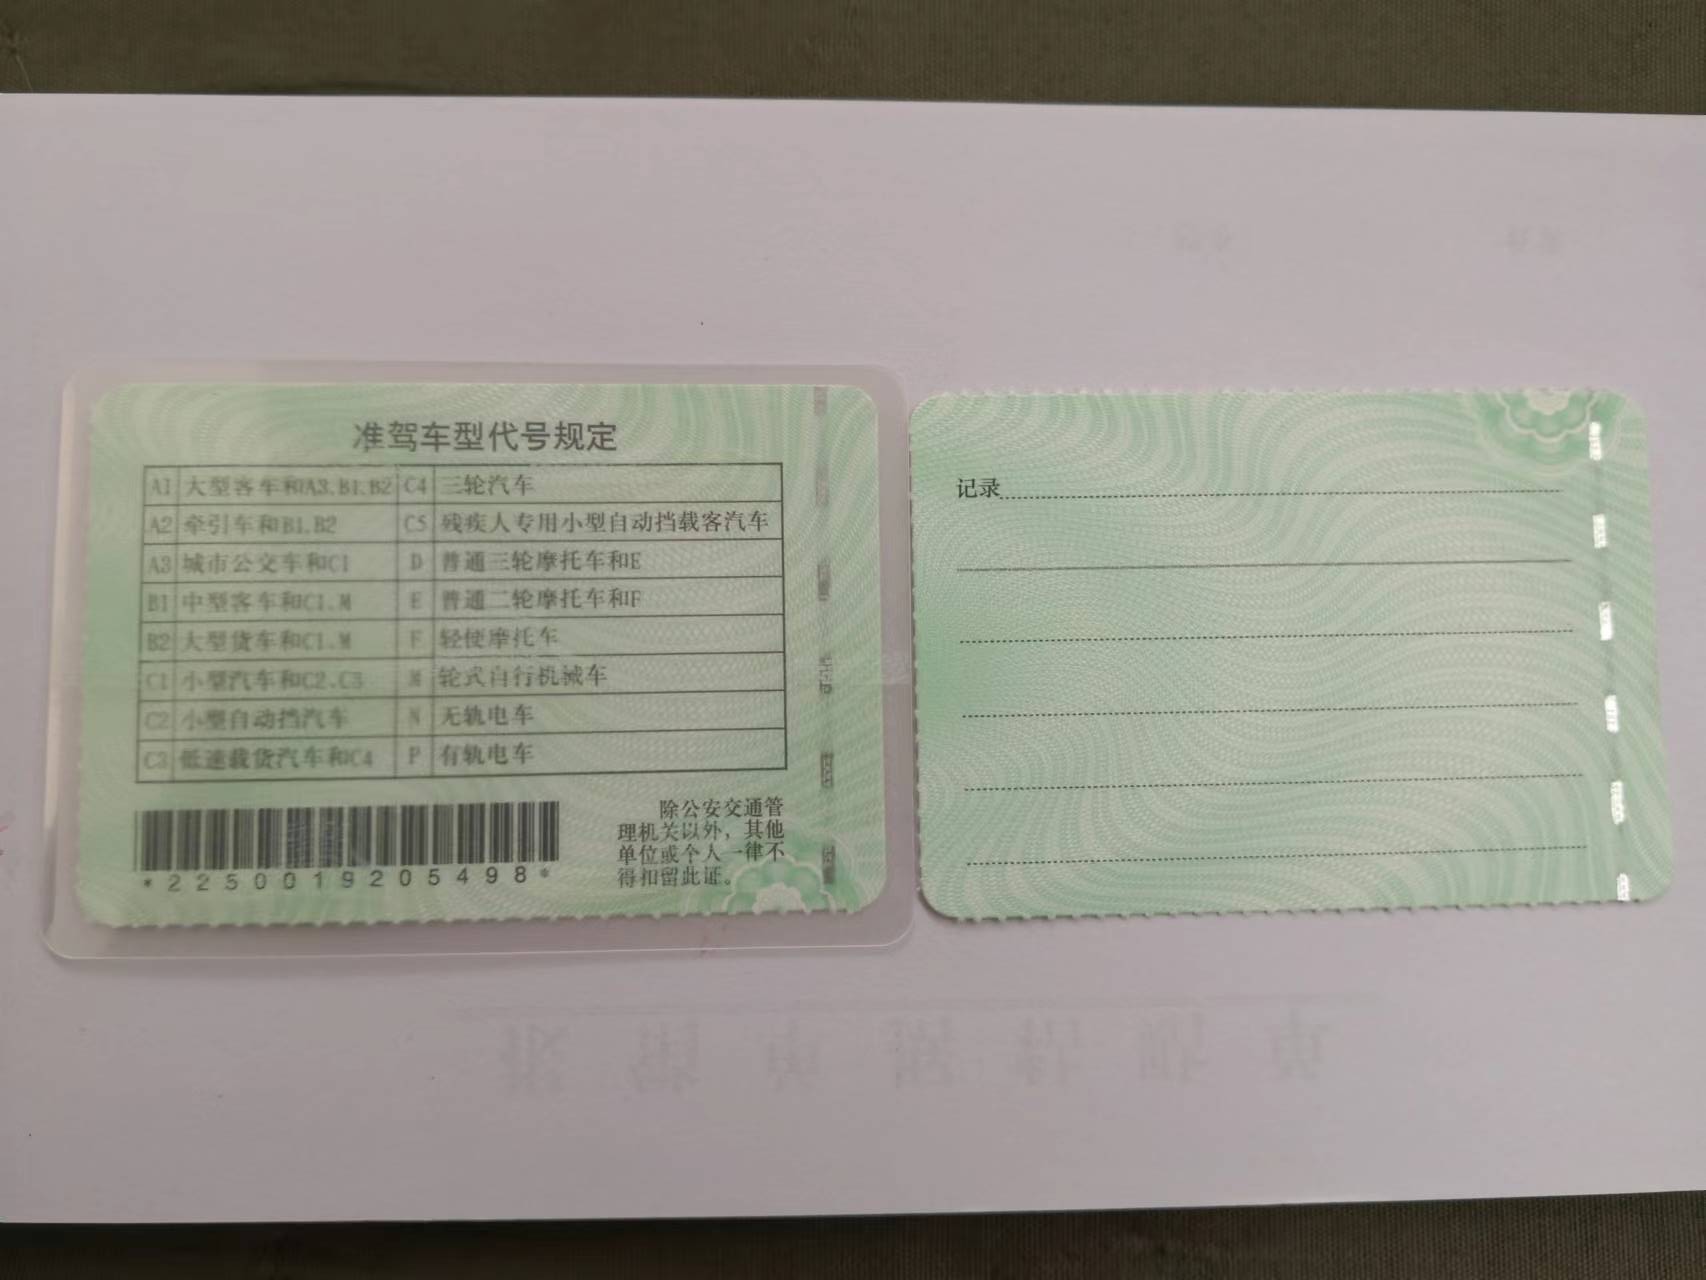 准驾车型代号规定
A1 大型客车和A3、B1、B2 C4 三轮汽车
A2 牵引车和B1、B2 C5 残疾人专用小型自动挡载客汽车
A3 城市公交车和C1 D 普通三轮摩托车和E
B1 中型客车和C1、M E 普通二轮摩托车和F
B2 大型货车和C1、M F 轻便摩托车
C1 小型汽车和C2、C3 M 轮式自行机械车
C2 小型自动挡汽车 N 无轨电车
C3 低速载货汽车和C4 P 有轨电车
*2250019205498*
除公安交通管
理机关以外，其他
单位或个人一律不
得扣留此证。
记录